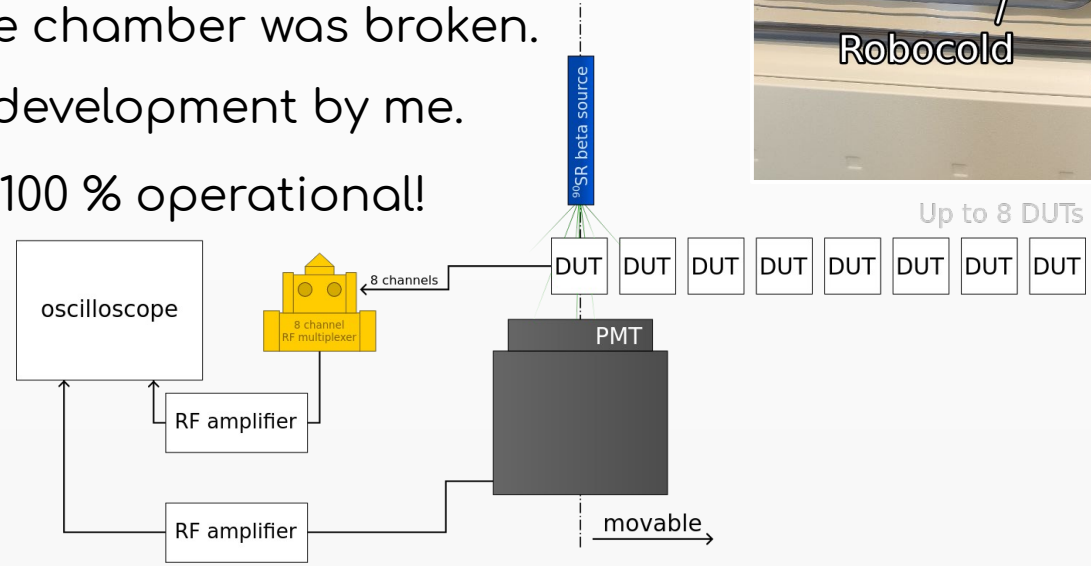 e chamber was broken.
development by me.
100 % operational!
Robocold
Up to 8 DUTs
⁹⁰SR beta source
DUT DUT DUT DUT DUT DUT DUT DUT
8 channels
oscilloscope
8 channel
RF multiplexer
PMT
RF amplifier
RF amplifier
movable